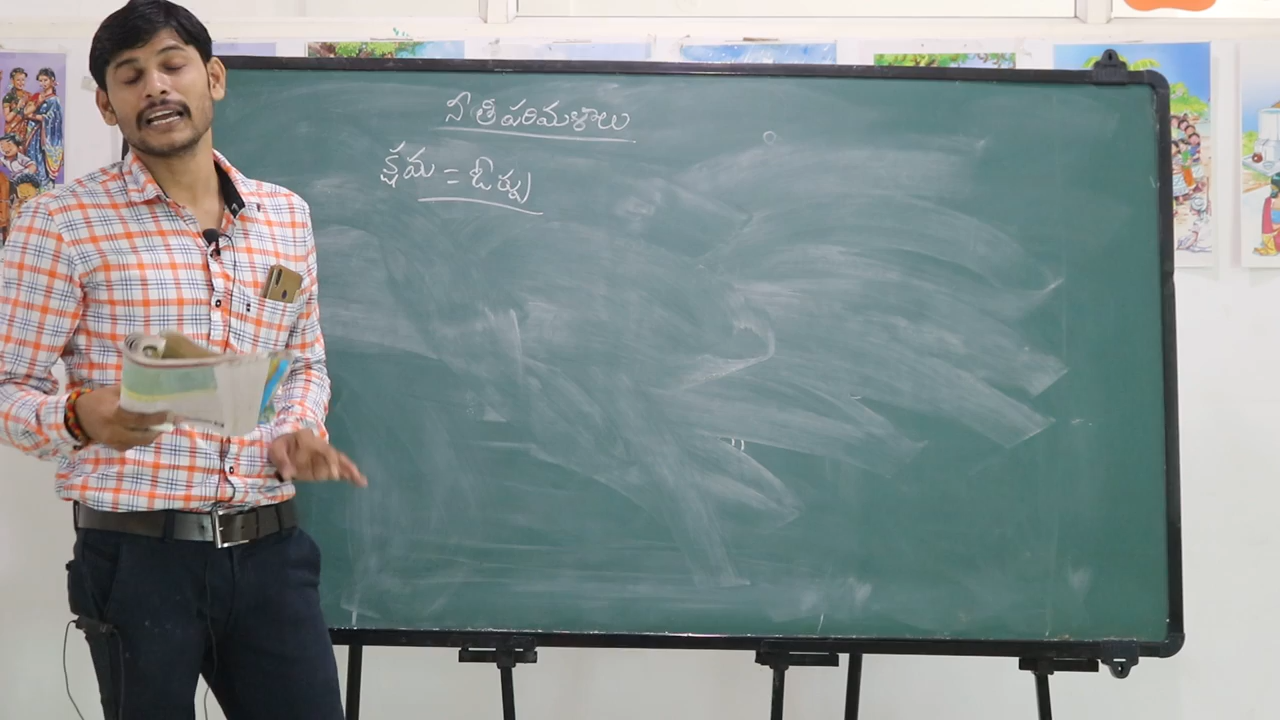 నీతి పరిమళాలు
క్షమ = ఓర్పు